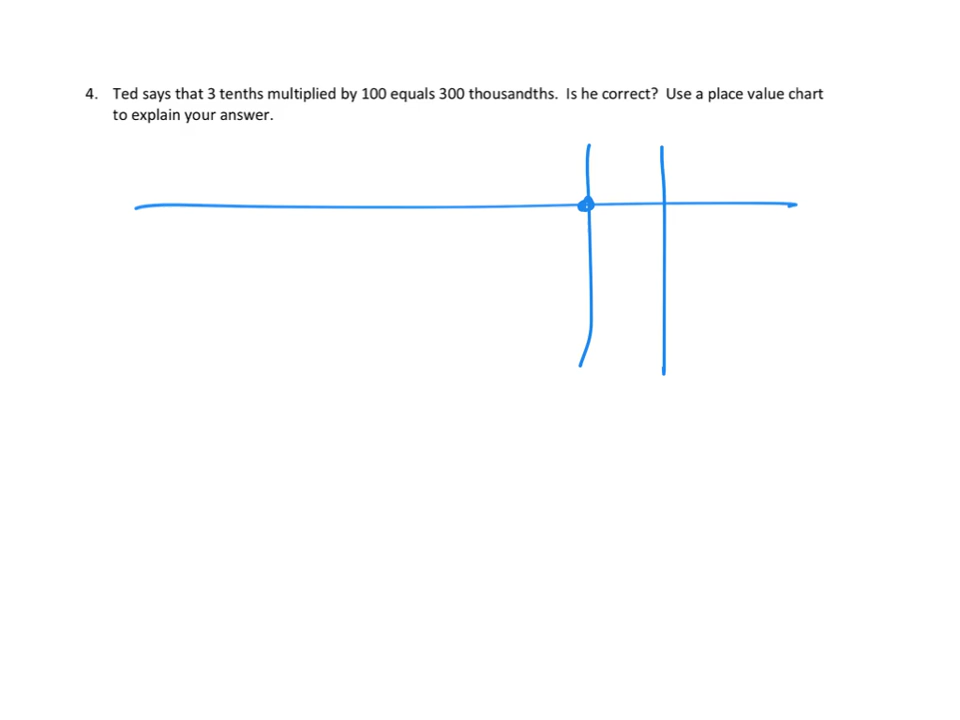 4. Ted says that 3 tenths multiplied by 100 equals 300 thousandths. Is he correct? Use a place value chart
to explain your answer.